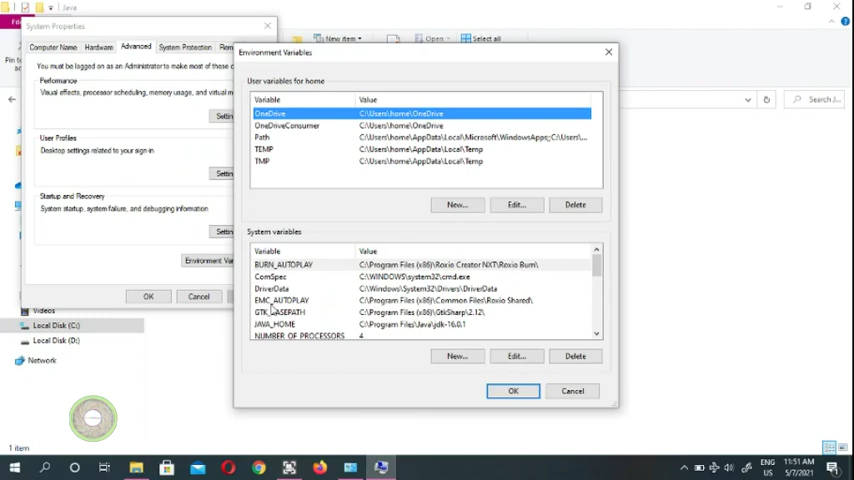 Java
System Properties
Computer Name Hardware Advanced System Protection Rem
You must be logged on as an Administrator to make most of these c
Performance
Visual effects, processor scheduling, memory usage, and virtual m
Settin
User Profiles
Desktop settings related to your sign-in
Settin
Startup and Recovery
System startup, system failure, and debugging information
Settin
Environment Var
OK Cancel
New item
Open
Select all
Pin to
Search J...
Environment Variables
User variables for home
Variable Value
OneDrive C:\Users\home\OneDrive
OneDriveConsumer C:\Users\home\OneDrive
Path C:\Users\home\AppData\Local\Microsoft\WindowsApps;;C:\Users\...
TEMP C:\Users\home\AppData\Local\Temp
TMP C:\Users\home\AppData\Local\Temp
New... Edit... Delete
System variables
Variable Value
BURN_AUTOPLAY C:\Program Files (x86)\Roxio Creator NXT\Roxio Burn\
ComSpec C:\WINDOWS\system32\cmd.exe
DriverData C:\Windows\System32\Drivers\DriverData
EMC_AUTOPLAY C:\Program Files (x86)\Common Files\Roxio Shared\
GTK_BASEPATH C:\Program Files (x86)\GtkSharp\2.12\
JAVA_HOME C:\Program Files\Java\jdk-16.0.1
NUMBER_OF_PROCESSORS 4
New... Edit... Delete
OK Cancel
Videos
Local Disk (C:)
Local Disk (D:)
Network
1 item
ENG
US
11:51 AM
5/7/2021